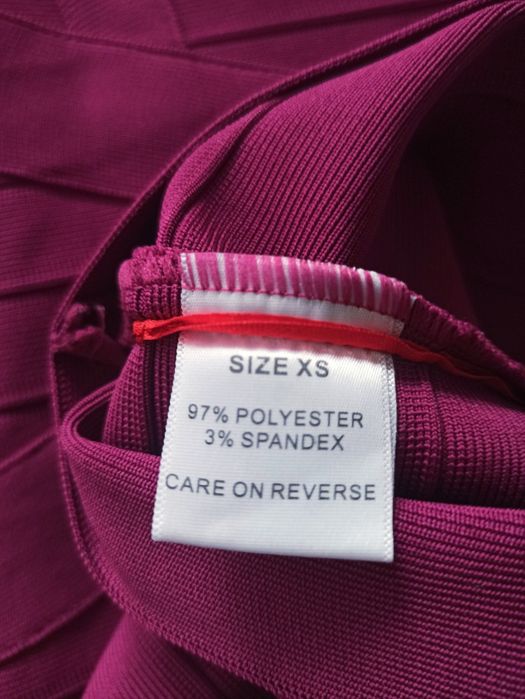 SIZE XS
97% POLYESTER
3% SPANDEX
CARE ON REVERSE